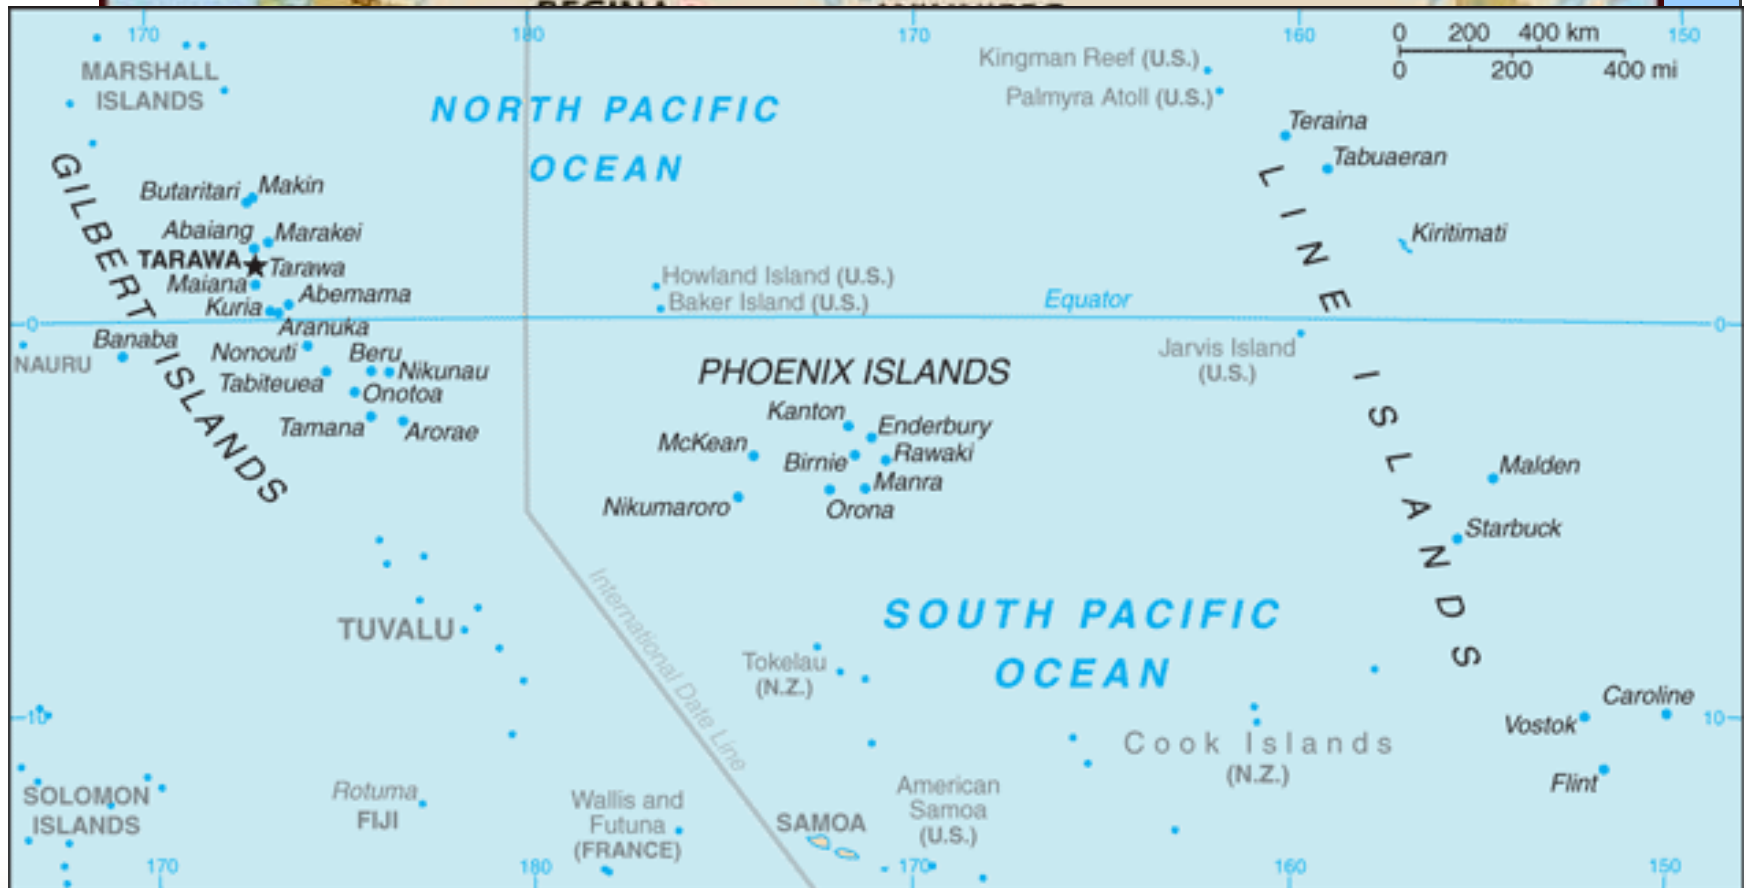 170
180
170
160
150
0 200 400 km
0 200 400 mi
MARSHALL
ISLANDS
NORTH PACIFIC
OCEAN
Kingman Reef (U.S.)
Palmyra Atoll (U.S.)
Teraina
Tabuaeran
Kiritimati
GILBERT ISLANDS
LINE ISLANDS
Butaritari
Makin
Abaiang
Marakei
TARAWA
Tarawa
Maiana
Abemama
Kuria
Aranuka
Howland Island (U.S.)
Baker Island (U.S.)
Equator
0
0
Banaba
NAURU
Nonouti
Beru
Nikunau
Tabiteuea
Onotoa
Tamana
Arorae
Jarvis Island
(U.S.)
PHOENIX ISLANDS
Kanton
Enderbury
McKean
Birnie
Rawaki
Manra
Nikumaroro
Orona
Malden
Starbuck
International Date Line
SOUTH PACIFIC
OCEAN
TUVALU
Tokelau
(N.Z.)
Caroline
Vostok
Flint
10
10
Cook Islands
(N.Z.)
SOLOMON
ISLANDS
Rotuma
FIJI
Wallis and
Futuna
(FRANCE)
SAMOA
American
Samoa
(U.S.)
170
180
170
160
150